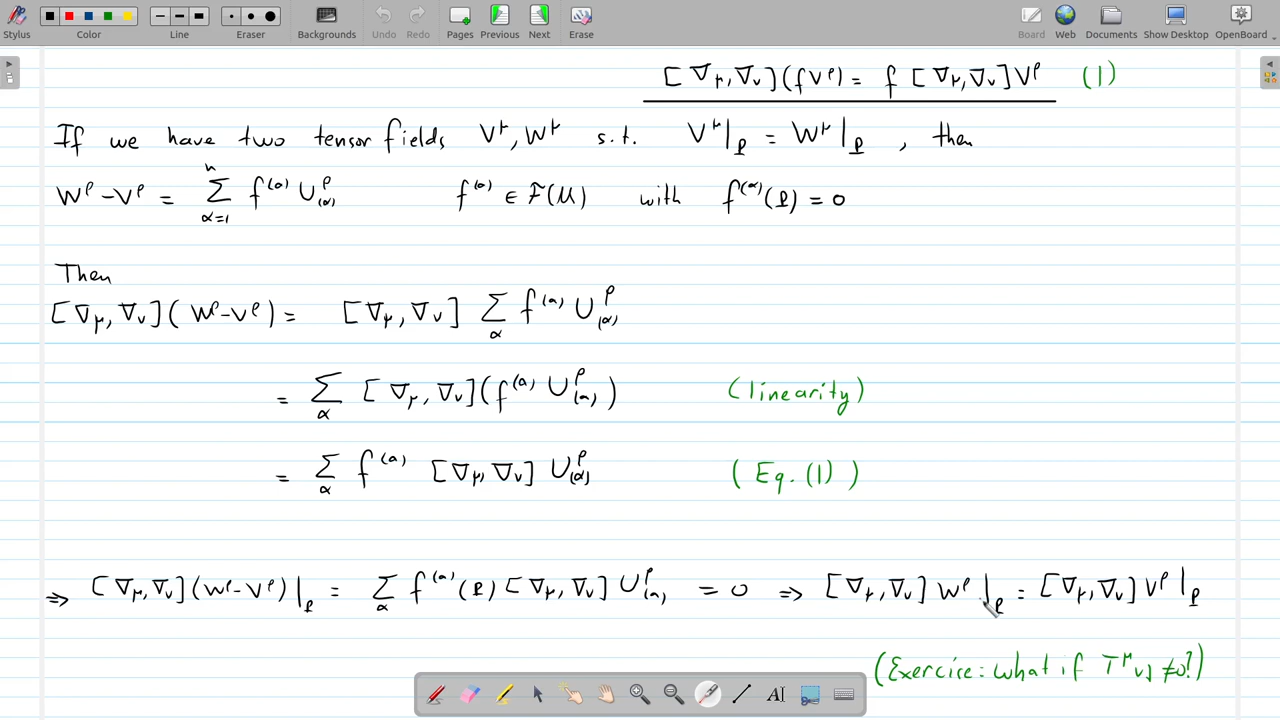 Stylus Color Line Eraser Backgrounds Undo Redo Pages Previous Next Erase Board Web Documents Show Desktop OpenBoard
[∇μ,∇ν](fV^ρ) = f [∇μ,∇ν]V^ρ (1)
If we have two tensor fields V^μ, W^μ s.t. V^μ|_P = W^μ|_P , then
W^ρ - V^ρ = Σ_{α=1}^{n} f^(α) U^ρ_(α) f^(α) ∈ F(M) with f^(α)(P) = 0
Then
[∇μ,∇ν](W^ρ-V^ρ) = [∇μ,∇ν] Σ_α f^(α) U^ρ_(α)
= Σ_α [∇μ,∇ν](f^(α) U^ρ_(α)) (linearity)
= Σ_α f^(α) [∇μ,∇ν] U^ρ_(α) (Eq.(1))
⇒ [∇μ,∇ν](W^ρ-V^ρ)|_P = Σ_α f^(α)(P)[∇μ,∇ν] U^ρ_(α) = 0 ⇒ [∇μ,∇ν]W^ρ|_P = [∇μ,∇ν]V^ρ|_P
(Exercise: what if T^μ_νλ ≠0?)
AI